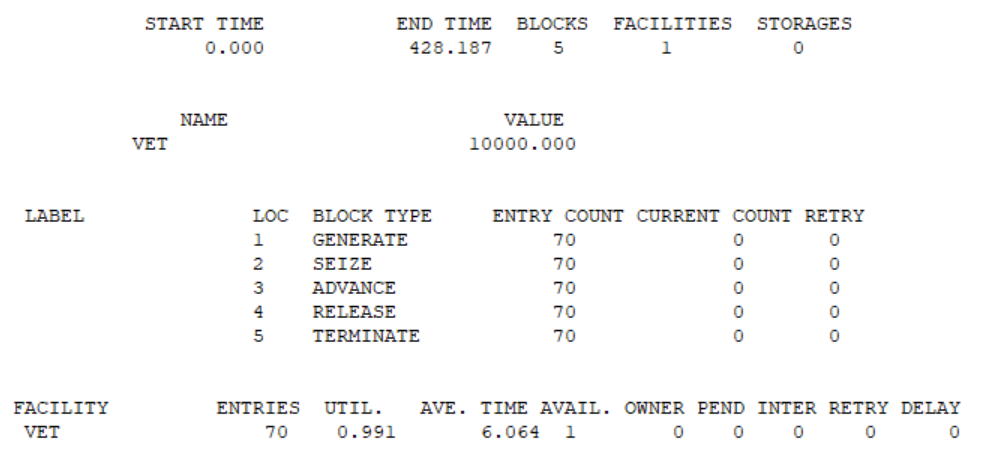 START TIME END TIME BLOCKS FACILITIES STORAGES
0.000 428.187 5 1 0
NAME VALUE
VET 10000.000
LABEL LOC BLOCK TYPE ENTRY COUNT CURRENT COUNT RETRY
1 GENERATE 70 0 0
2 SEIZE 70 0 0
3 ADVANCE 70 0 0
4 RELEASE 70 0 0
5 TERMINATE 70 0 0
FACILITY ENTRIES UTIL. AVE. TIME AVAIL. OWNER PEND INTER RETRY DELAY
VET 70 0.991 6.064 1 0 0 0 0 0